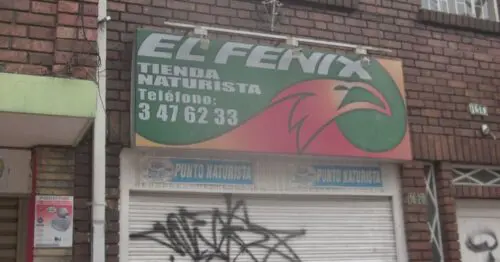 EL FENIX
TIENDA
NATURISTA
Teléfono:
3 47 62 33
PUNTO NATURISTA
PUNTO NATURISTA